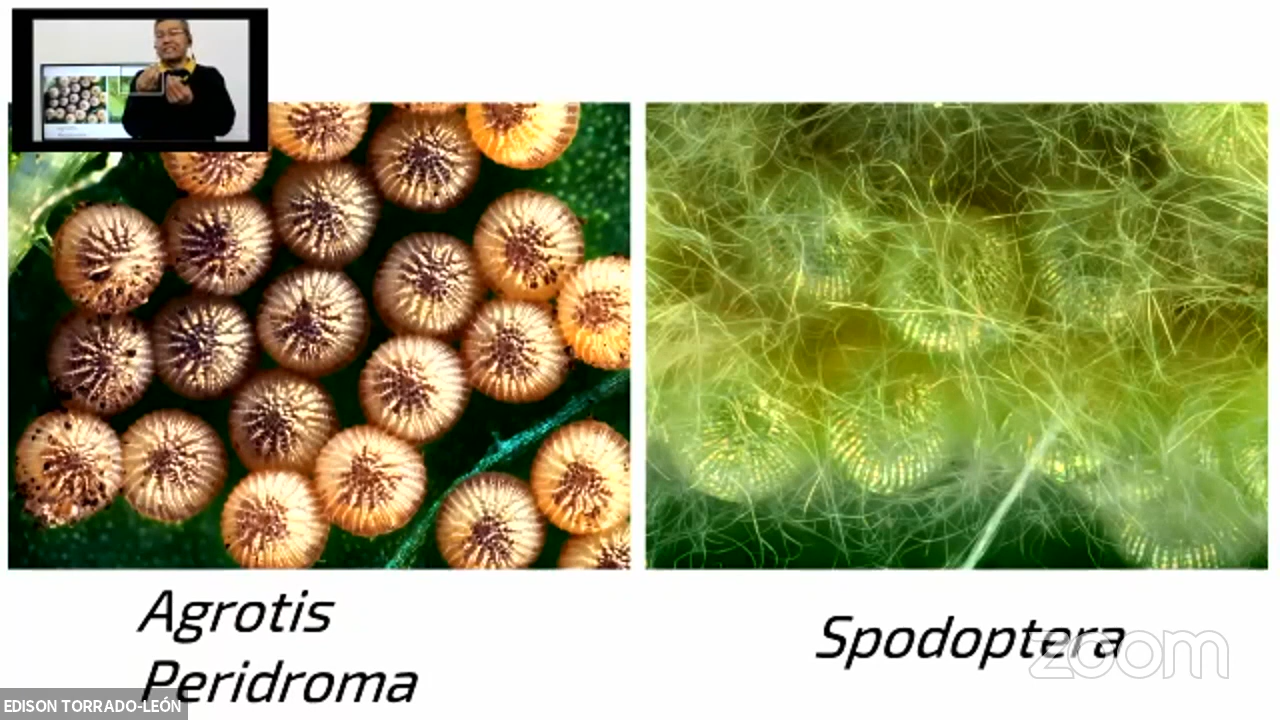 Agrotis
Peridroma
Spodoptera
zoom
EDISON TORRADO-LEÓN